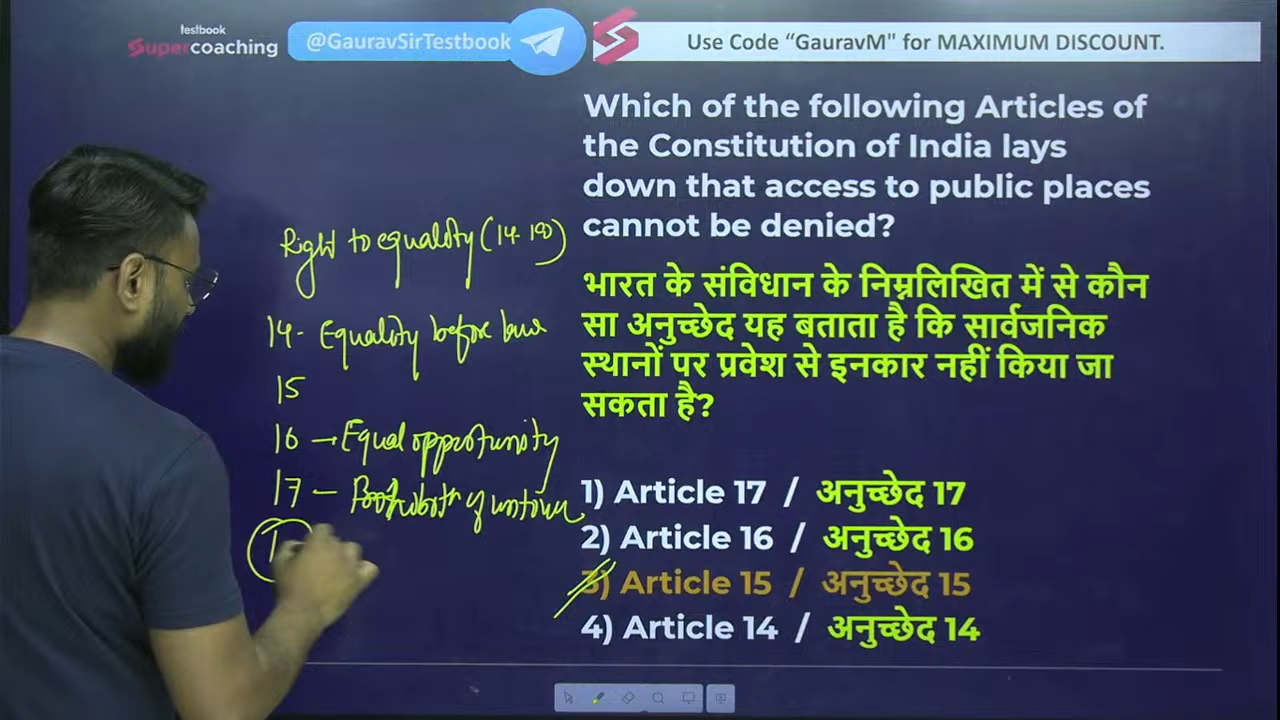 testbook
Supercoaching
@GauravSirTestbook
Use Code “GauravM" for MAXIMUM DISCOUNT.
Which of the following Articles of
the Constitution of India lays
down that access to public places
cannot be denied?
भारत के संविधान के निम्नलिखित में से कौन
सा अनुच्छेद यह बताता है कि सार्वजनिक
स्थानों पर प्रवेश से इनकार नहीं किया जा
सकता है?
1) Article 17 / अनुच्छेद 17
2) Article 16 / अनुच्छेद 16
3) Article 15 / अनुच्छेद 15
4) Article 14 / अनुच्छेद 14
Right to equality (14-18)
14- Equality before law
15
16 → Equal opportunity
17 - of